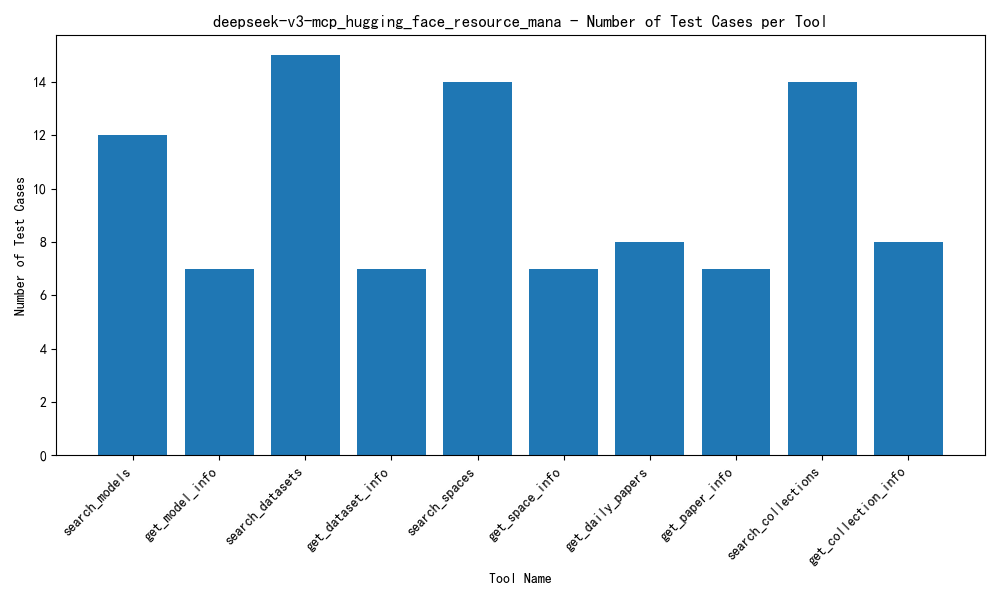 deepseek-v3-mcp_hugging_face_resource_mana - Number of Test Cases per Tool
Number of Test Cases
14
12
10
8
6
4
2
0
search_models
get_model_info
search_datasets
get_dataset_info
search_spaces
get_space_info
get_daily_papers
get_paper_info
search_collections
get_collection_info
Tool Name